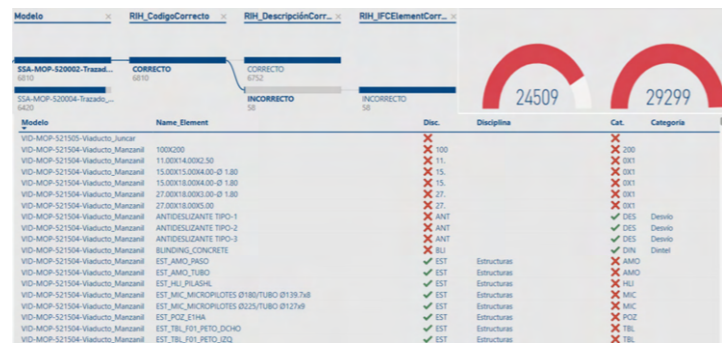 Modelo RIH_CodigoCorrecto RIH_DescripciónCorr... RIH_IFCElementCorr...
SSA-MOP-520002-Trazad... CORRECTO CORRECTO
6810 6810 6752
SSA-MOP-520004-Trazado_... INCORRECTO INCORRECTO
6420 58 58
24509 29299
Modelo Name_Element Disc. Disciplina Cat. Categoría
VID-MOP-521505-Viaducto_Juncar
VID-MOP-521504-Viaducto_Manzanil 100X200 100 200
VID-MOP-521504-Viaducto_Manzanil 11.00X14.00X2.50 11. 0X1
VID-MOP-521504-Viaducto_Manzanil 15.00X15.00X4.00-Ø 1.80 15. 0X1
VID-MOP-521504-Viaducto_Manzanil 15.00X18.00X4.00-Ø 1.80 15. 0X1
VID-MOP-521504-Viaducto_Manzanil 27.00X18.00X3.00-Ø 1.80 27. 0X1
VID-MOP-521504-Viaducto_Manzanil 27.00X18.00X5.00 27. 0X1
VID-MOP-521504-Viaducto_Manzanil ANTIDESLIZANTE TIPO-1 ANT DES Desvío
VID-MOP-521504-Viaducto_Manzanil ANTIDESLIZANTE TIPO-2 ANT DES Desvío
VID-MOP-521504-Viaducto_Manzanil ANTIDESLIZANTE TIPO-3 ANT DES Desvío
VID-MOP-521504-Viaducto_Manzanil BLINDING_CONCRETE BLI DIN Dintel
VID-MOP-521504-Viaducto_Manzanil EST_AMO_PASO EST Estructuras AMO
VID-MOP-521504-Viaducto_Manzanil EST_AMO_TUBO EST Estructuras AMO
VID-MOP-521504-Viaducto_Manzanil EST_HLI_PILASHL EST Estructuras HLI
VID-MOP-521504-Viaducto_Manzanil EST_MIC_MICROPILOTES Ø180/TUBO Ø139.7x8 EST Estructuras MIC
VID-MOP-521504-Viaducto_Manzanil EST_MIC_MICROPILOTES Ø225/TUBO Ø127x9 EST Estructuras MIC
VID-MOP-521504-Viaducto_Manzanil EST_POZ_E1HA EST Estructuras POZ
VID-MOP-521504-Viaducto_Manzanil EST_TBL_F01_PETO_DCHO EST Estructuras TBL
VID-MOP-521504-Viaducto_Manzanil EST_TBL_F01_PETO_IZQ EST Estructuras TBL